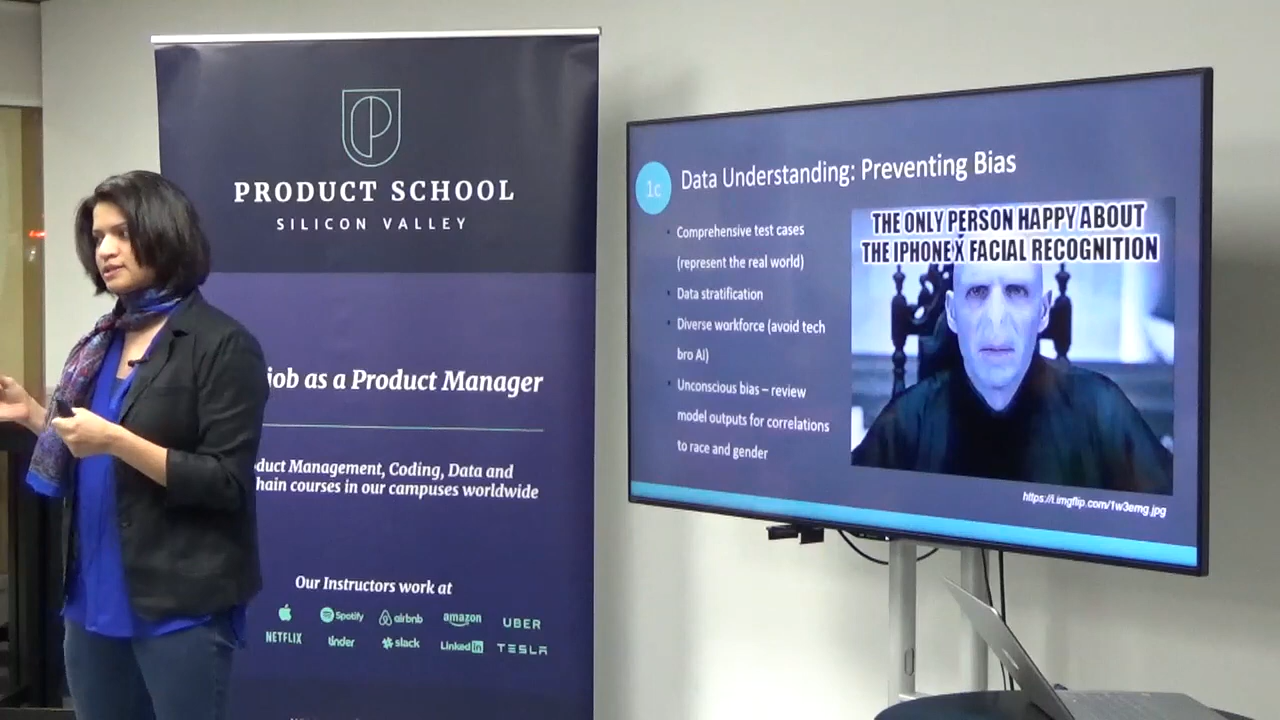 PRODUCT SCHOOL
SILICON VALLEY
job as a Product Manager
Management, Coding, Data and
courses in our campuses worldwide
Our Instructors work at
Spotify
airbnb
amazon
UBER
NETFLIX
tinder
slack
Linkedin
TESLA
1c
Data Understanding: Preventing Bias
• Comprehensive test cases
(represent the real world)
• Data stratification
• Diverse workforce (avoid tech
bro AI)
• Unconscious bias – review
model outputs for correlations
to race and gender
THE ONLY PERSON HAPPY ABOUT
THE IPHONE X FACIAL RECOGNITION
https://i.imgflip.com/1w3emg.jpg